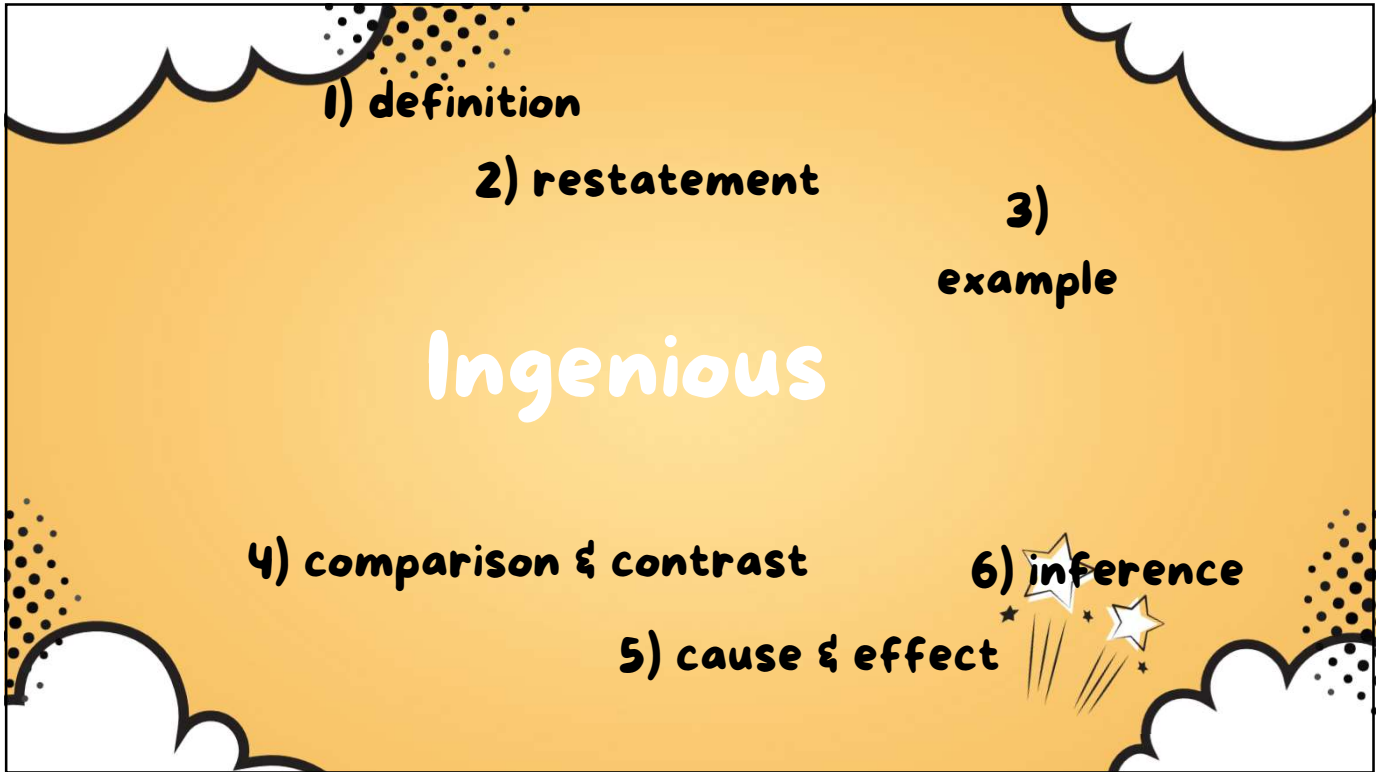 1) definition
2) restatement
3)
example
Ingenious
4) comparison & contrast
6) inference
5) cause & effect